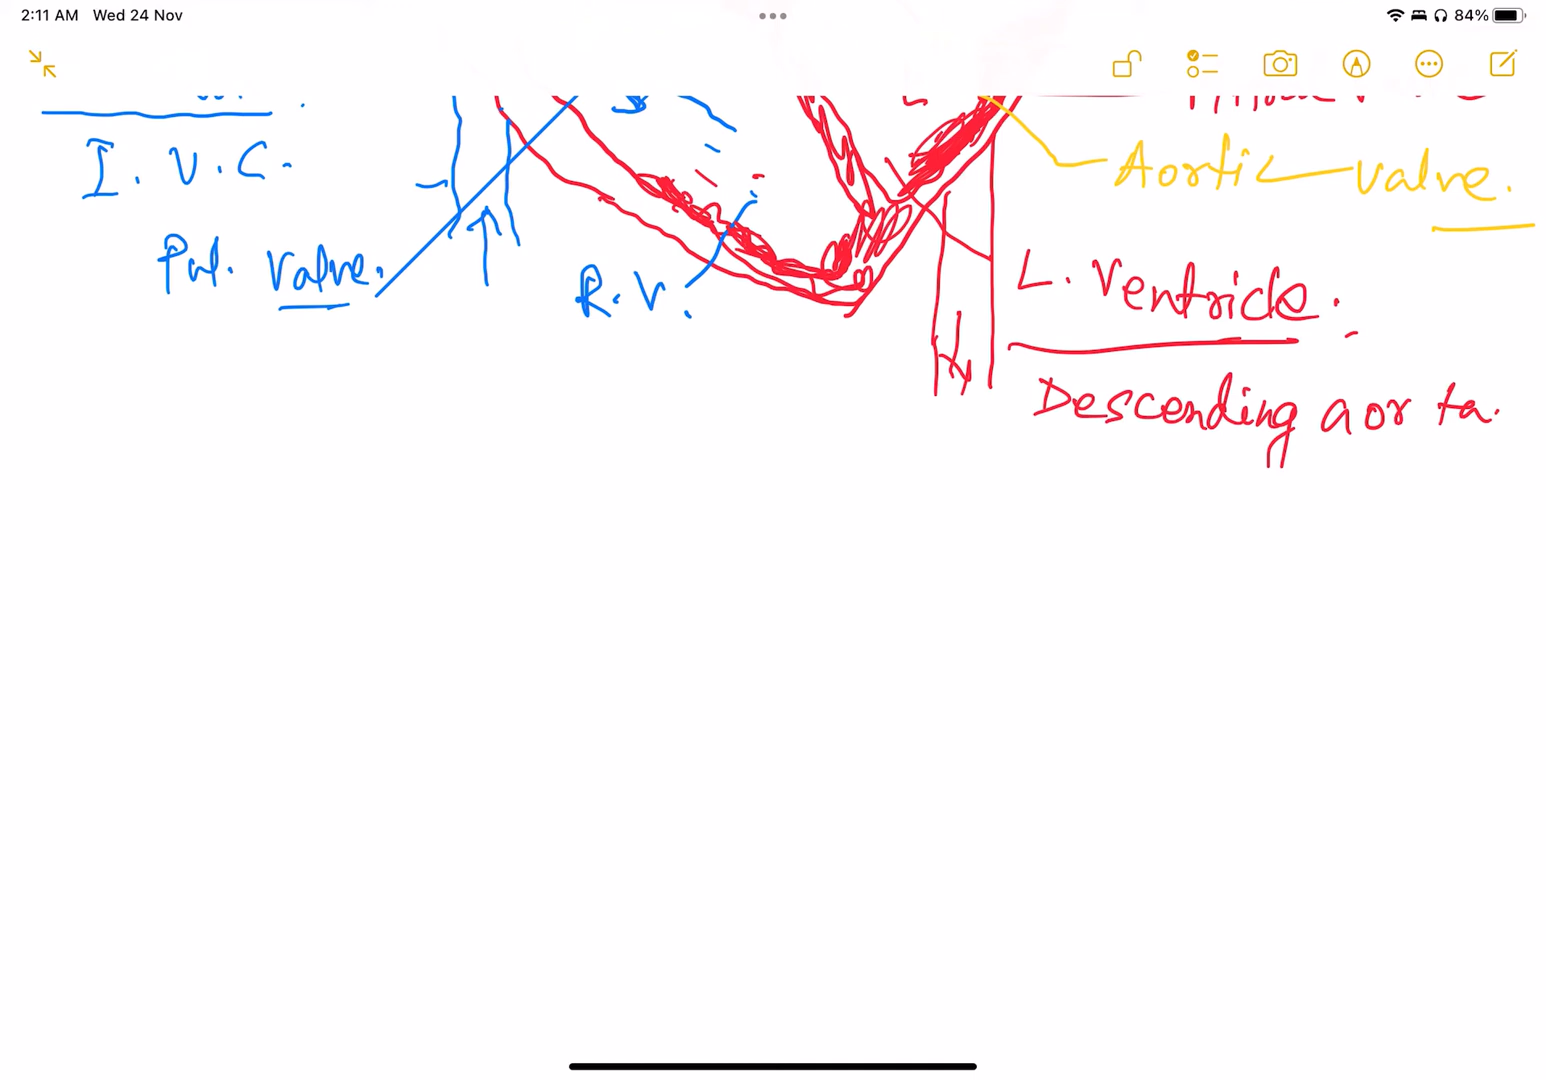 2:11 AM Wed 24 Nov
84%
I. V. C.
Aortic valve.
Pul. valve.
R. V.
L. Ventricle.
Descending aorta.